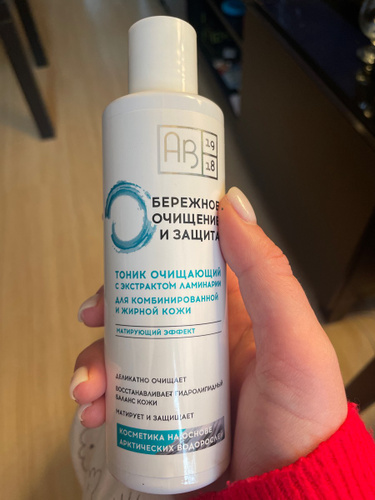 АВ 19
18
БЕРЕЖНОЕ
ОЧИЩЕНИЕ
И ЗАЩИТА
ТОНИК ОЧИЩАЮЩИЙ
С ЭКСТРАКТОМ ЛАМИНАРИИ
ДЛЯ КОМБИНИРОВАННОЙ
И ЖИРНОЙ КОЖИ
МАТИРУЮЩИЙ ЭФФЕКТ
ДЕЛИКАТНО ОЧИЩАЕТ
ВОССТАНАВЛИВАЕТ ГИДРОЛИПИДНЫЙ
БАЛАНС КОЖИ
МАТИРУЕТ И ЗАЩИЩАЕТ
КОСМЕТИКА НА ОСНОВЕ
АРКТИЧЕСКИХ ВОДОРОСЛЕЙ